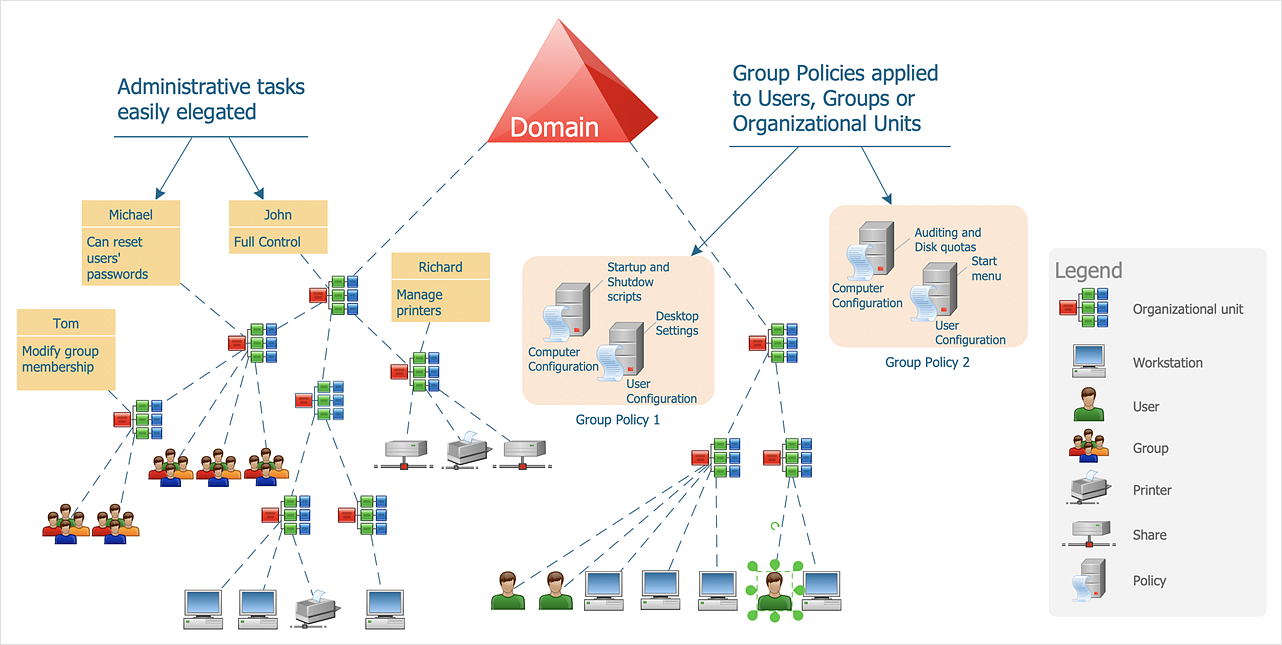 Administrative tasks
easily elegated
Domain
Group Policies applied
to Users, Groups or
Organizational Units
Michael
Can reset
users'
passwords
John
Full Control
Richard
Manage
printers
Tom
Modify group
membership
Startup and
Shutdow
scripts
Desktop
Settings
Computer
Configuration
User
Configuration
Group Policy 1
Auditing and
Disk quotas
Start
menu
Computer
Configuration
User
Configuration
Group Policy 2
Legend
Organizational unit
Workstation
User
Group
Printer
Share
Policy